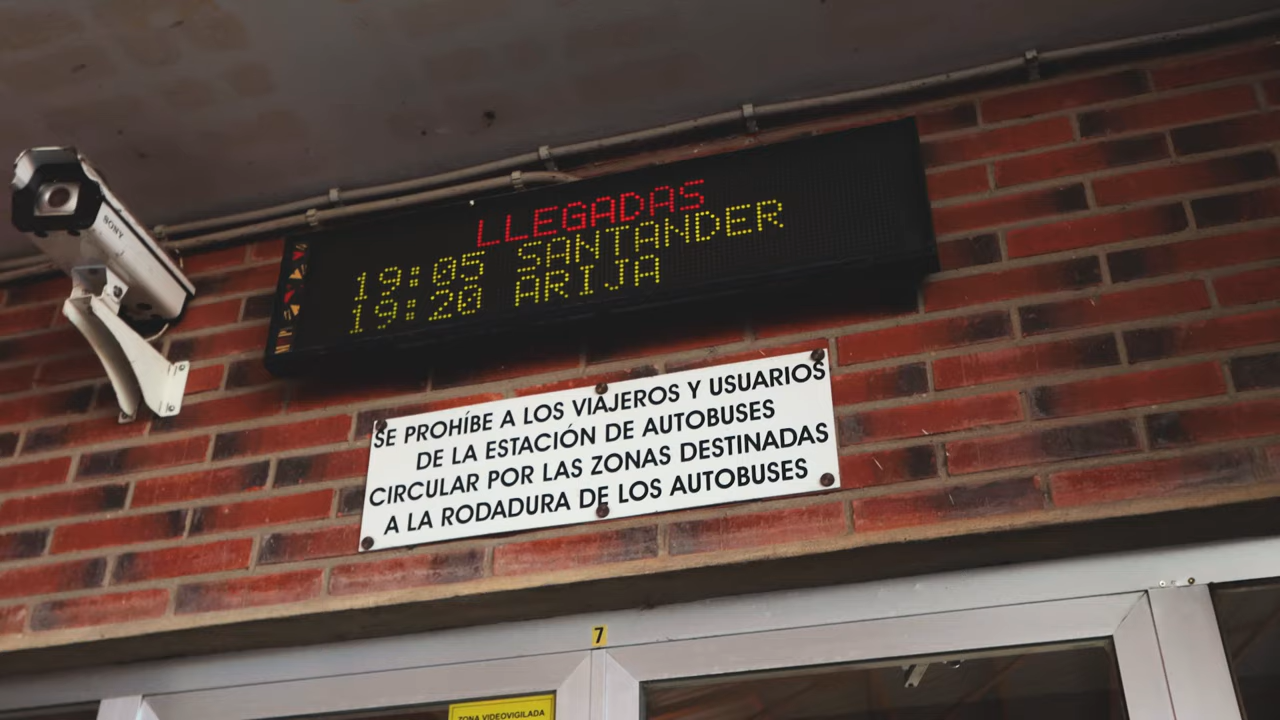 SONY
LLEGADAS
19:05 SANTANDER
19:20 ARIJA
SE PROHÍBE A LOS VIAJEROS Y USUARIOS
DE LA ESTACIÓN DE AUTOBUSES
CIRCULAR POR LAS ZONAS DESTINADAS
A LA RODADURA DE LOS AUTOBUSES
7
ZONA VIDEOVIGILADA